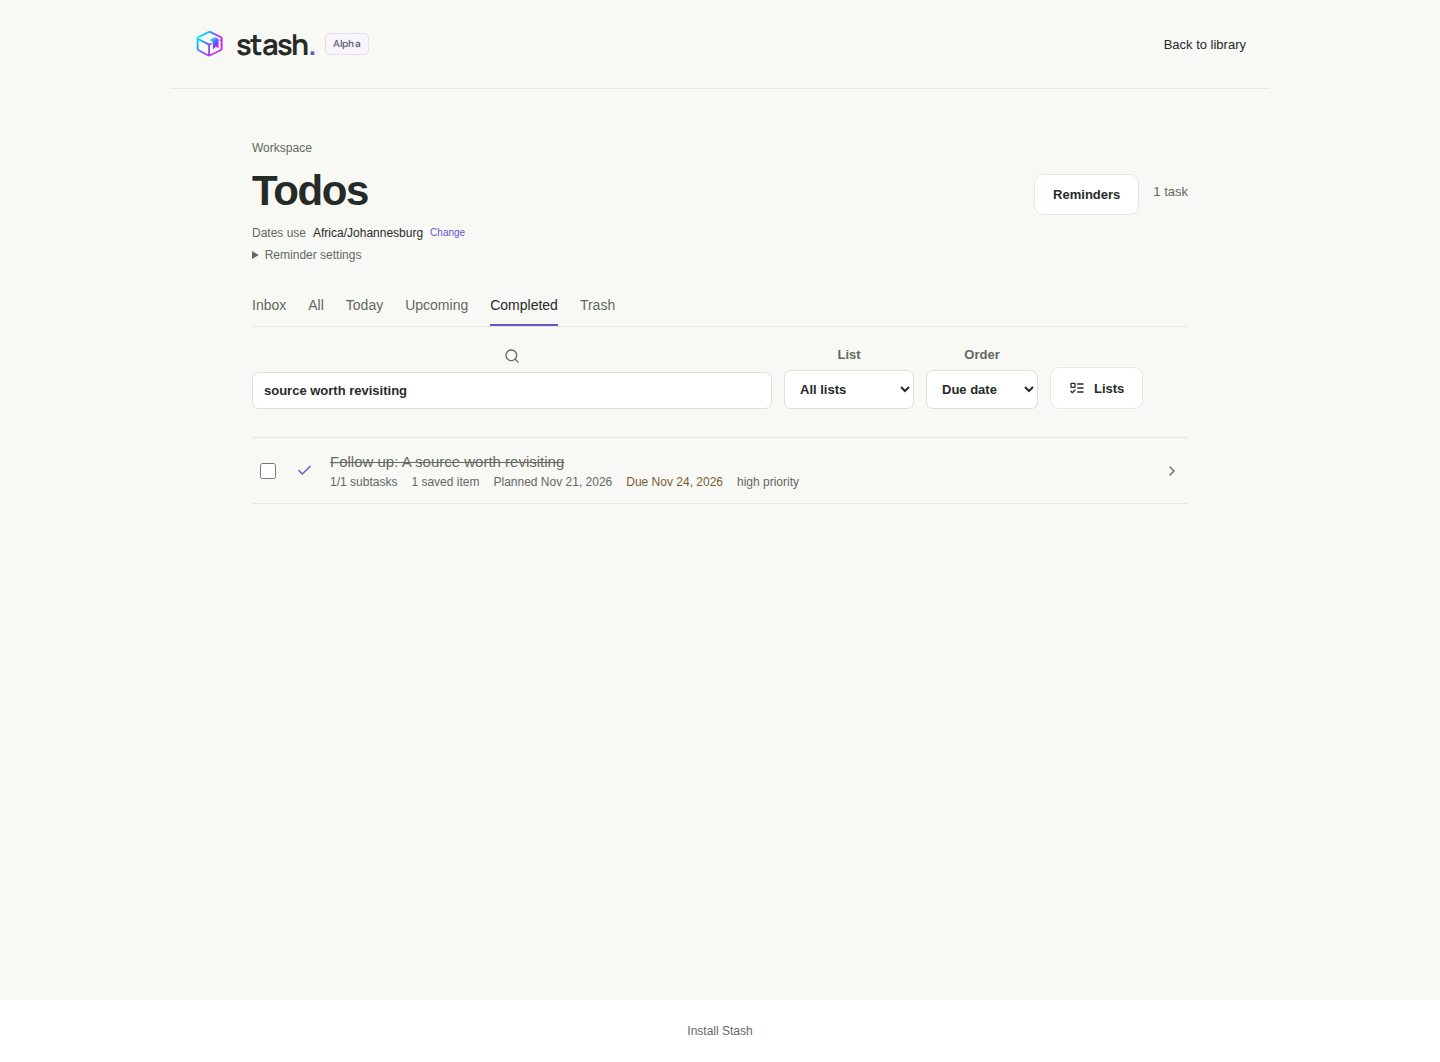 stash. Alpha
Back to library
Workspace
Todos
Reminders
1 task
Dates use Africa/Johannesburg Change
Reminder settings
Inbox All Today Upcoming Completed Trash
List
Order
source worth revisiting
All lists
Due date
Lists
Follow up: A source worth revisiting
1/1 subtasks 1 saved item Planned Nov 21, 2026 Due Nov 24, 2026 high priority
Install Stash